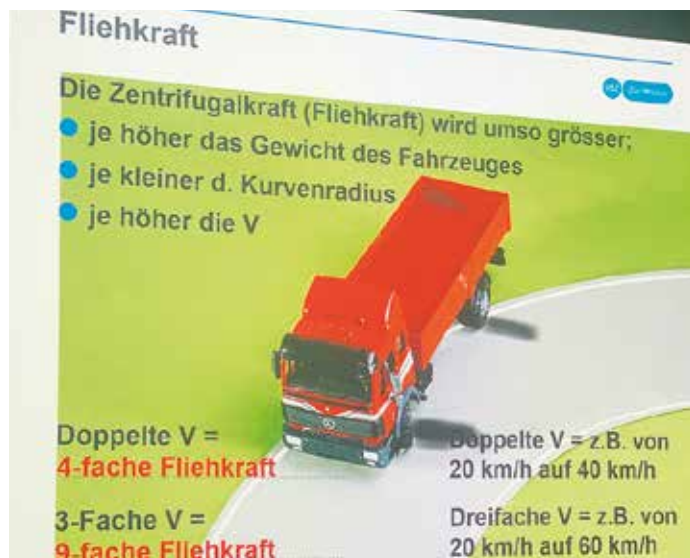 Fliehkraft
Die Zentrifugalkraft (Fliehkraft) wird umso grösser;
je höher das Gewicht des Fahrzeuges
je kleiner d. Kurvenradius
je höher die V
Doppelte V =
4-fache Fliehkraft
Doppelte V = z.B. von
20 km/h auf 40 km/h
3-Fache V =
9-fache Fliehkraft
Dreifache V = z.B. von
20 km/h auf 60 km/h